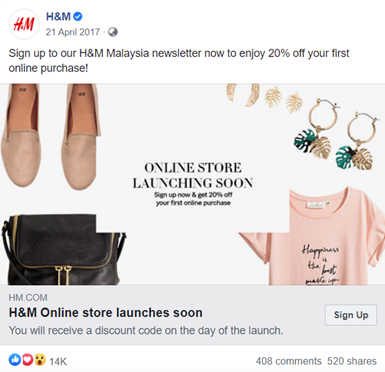 H&M
H&M
21 April 2017 ·
Sign up to our H&M Malaysia newsletter now to enjoy 20% off your first
online purchase!
ONLINE STORE
LAUNCHING SOON
Sign up now & get 20% off
your first online purchase
Happiness
is
the best
make up
HM.COM
H&M Online store launches soon
You will receive a discount code on the day of the launch.
Sign Up
14K
408 comments 520 shares